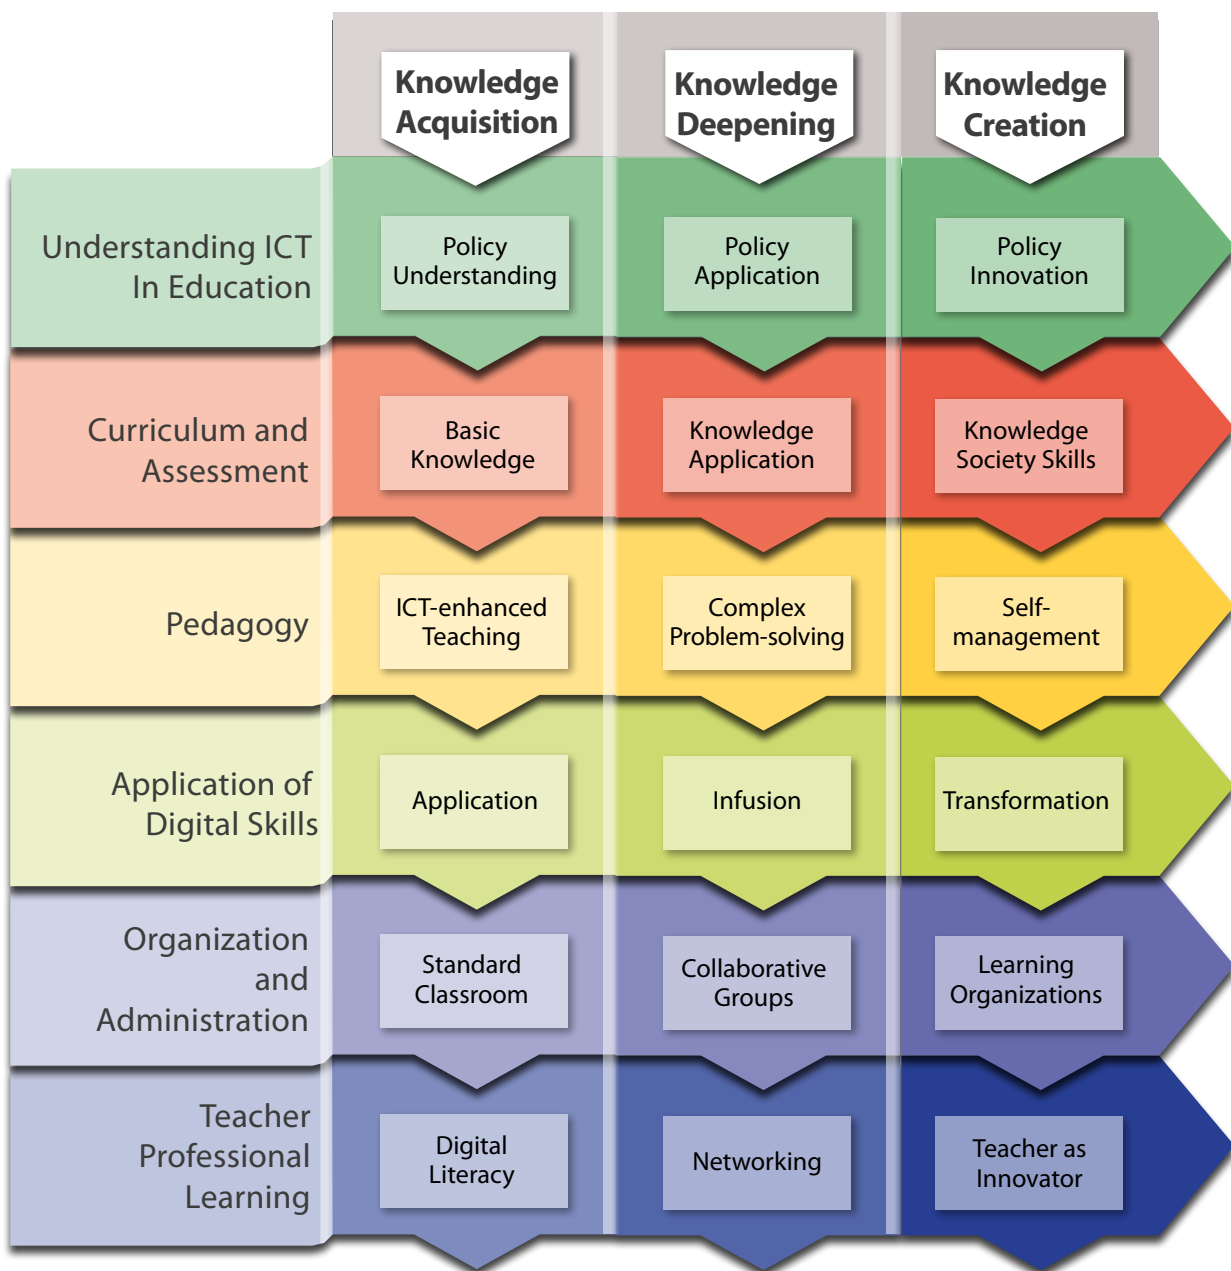 Knowledge
Acquisition
Knowledge
Deepening
Knowledge
Creation
Understanding ICT
In Education
Policy
Understanding
Policy
Application
Policy
Innovation
Curriculum and
Assessment
Basic
Knowledge
Knowledge
Application
Knowledge
Society Skills
Pedagogy
ICT-enhanced
Teaching
Complex
Problem-solving
Self-
management
Application of
Digital Skills
Application
Infusion
Transformation
Organization
and
Administration
Standard
Classroom
Collaborative
Groups
Learning
Organizations
Teacher
Professional
Learning
Digital
Literacy
Networking
Teacher as
Innovator